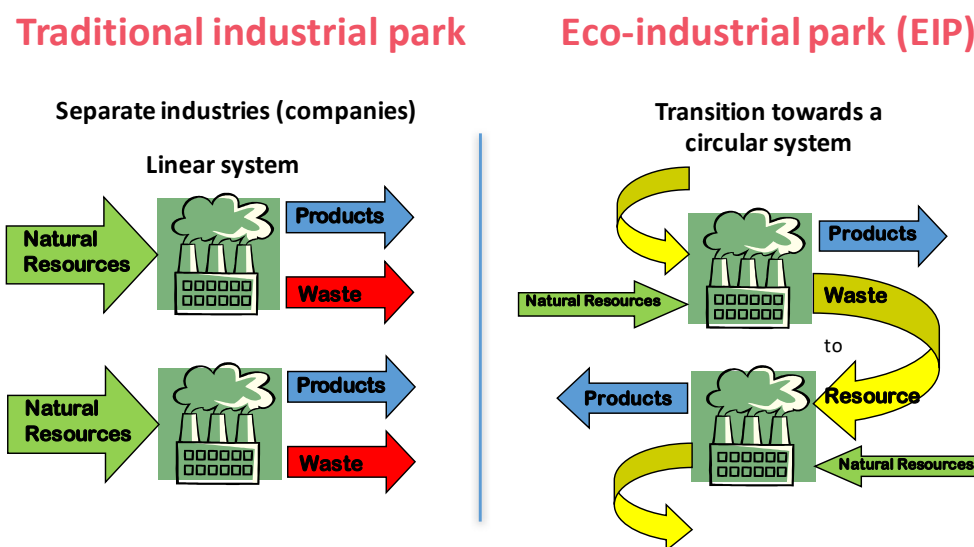 Traditional industrial park
Separate industries (companies)
Linear system
Natural
Resources
Products
Waste
Natural
Resources
Products
Waste
Eco-industrial park (EIP)
Transition towards a
circular system
Products
Natural Resources
Waste
to
Resource
Products
Natural Resources